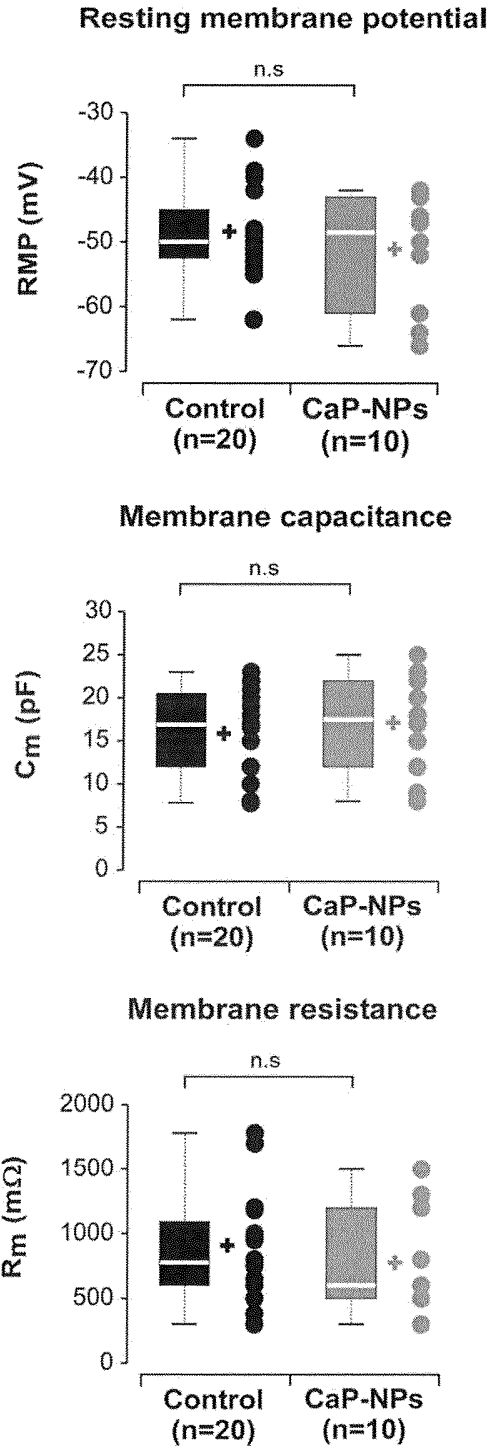 Resting membrane potential
n.s
RMP (mV)
-30
-40
-50
-60
-70
Control
(n=20)
CaP-NPs
(n=10)
Membrane capacitance
n.s
Cm (pF)
30
25
20
15
10
5
0
Control
(n=20)
CaP-NPs
(n=10)
Membrane resistance
n.s
Rm (mΩ)
2000
1500
1000
500
0
Control
(n=20)
CaP-NPs
(n=10)